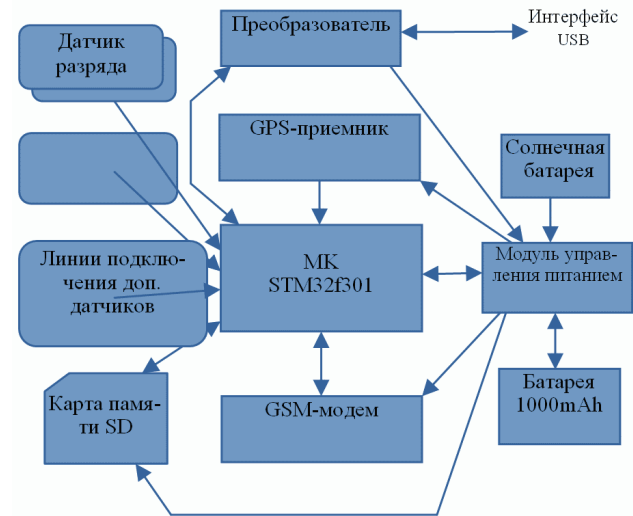 Датчик
разряда
Преобразователь
Интерфейс
USB
GPS-приемник
Солнечная
батарея
Линии подклю-
чения доп.
датчиков
МК
STM32f301
Модуль управ-
ления питанием
Карта памя-
ти SD
GSM-модем
Батарея
1000mAh